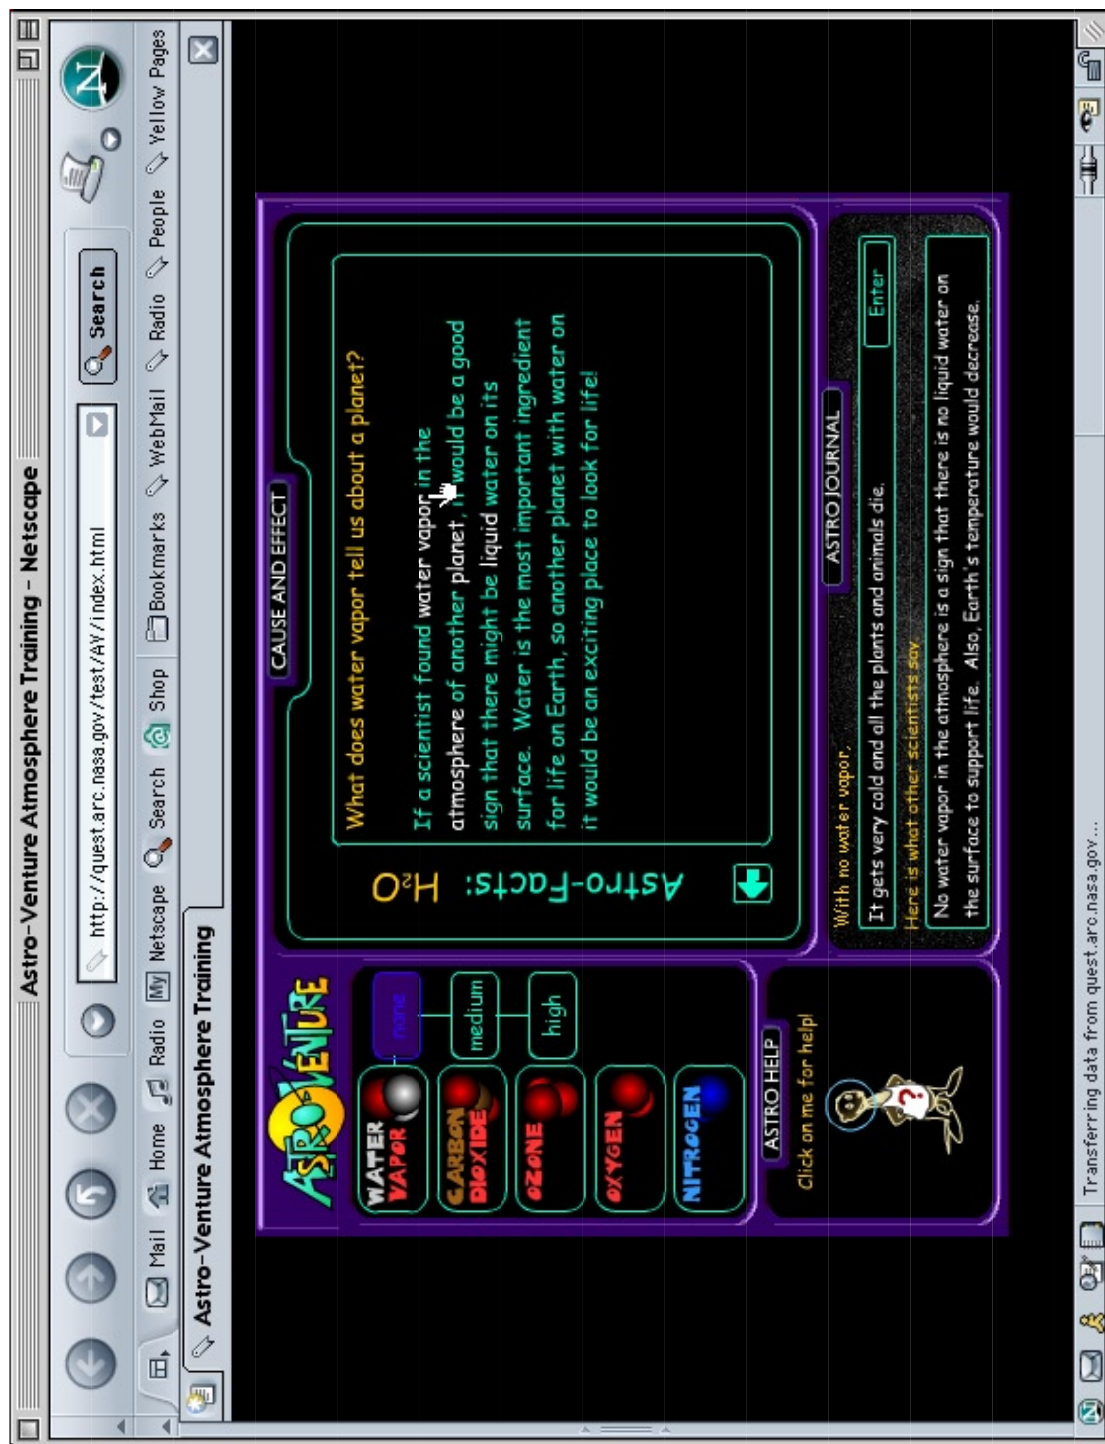 Astro-Venture Atmosphere Training - Netscape
http://quest.arc.nasa.gov/test/AV/index.html
Search
N
Mail
Home
Radio
My Netscape
Search
Shop
Bookmarks
WebMail
Radio
People
Yellow Pages
Astro-Venture Atmosphere Training
ASTROVENTURE
WATER
VAPOR
none
CARBON
DIOXIDE
medium
OZONE
high
OXYGEN
NITROGEN
CAUSE AND EFFECT
Astro-Facts: H₂O
What does water vapor tell us about a planet?
If a scientist found water vapor in the
atmosphere of another planet, it would be a good
sign that there might be liquid water on its
surface. Water is the most important ingredient
for life on Earth, so another planet with water on
it would be an exciting place to look for life!
ASTRO HELP
Click on me for help!
?
ASTRO JOURNAL
With no water vapor,
It gets very cold and all the plants and animals die.
Enter
Here is what other scientists say
No water vapor in the atmosphere is a sign that there is no liquid water on
the surface to support life. Also, Earth's temperature would decrease.
Transferring data from quest.arc.nasa.gov...